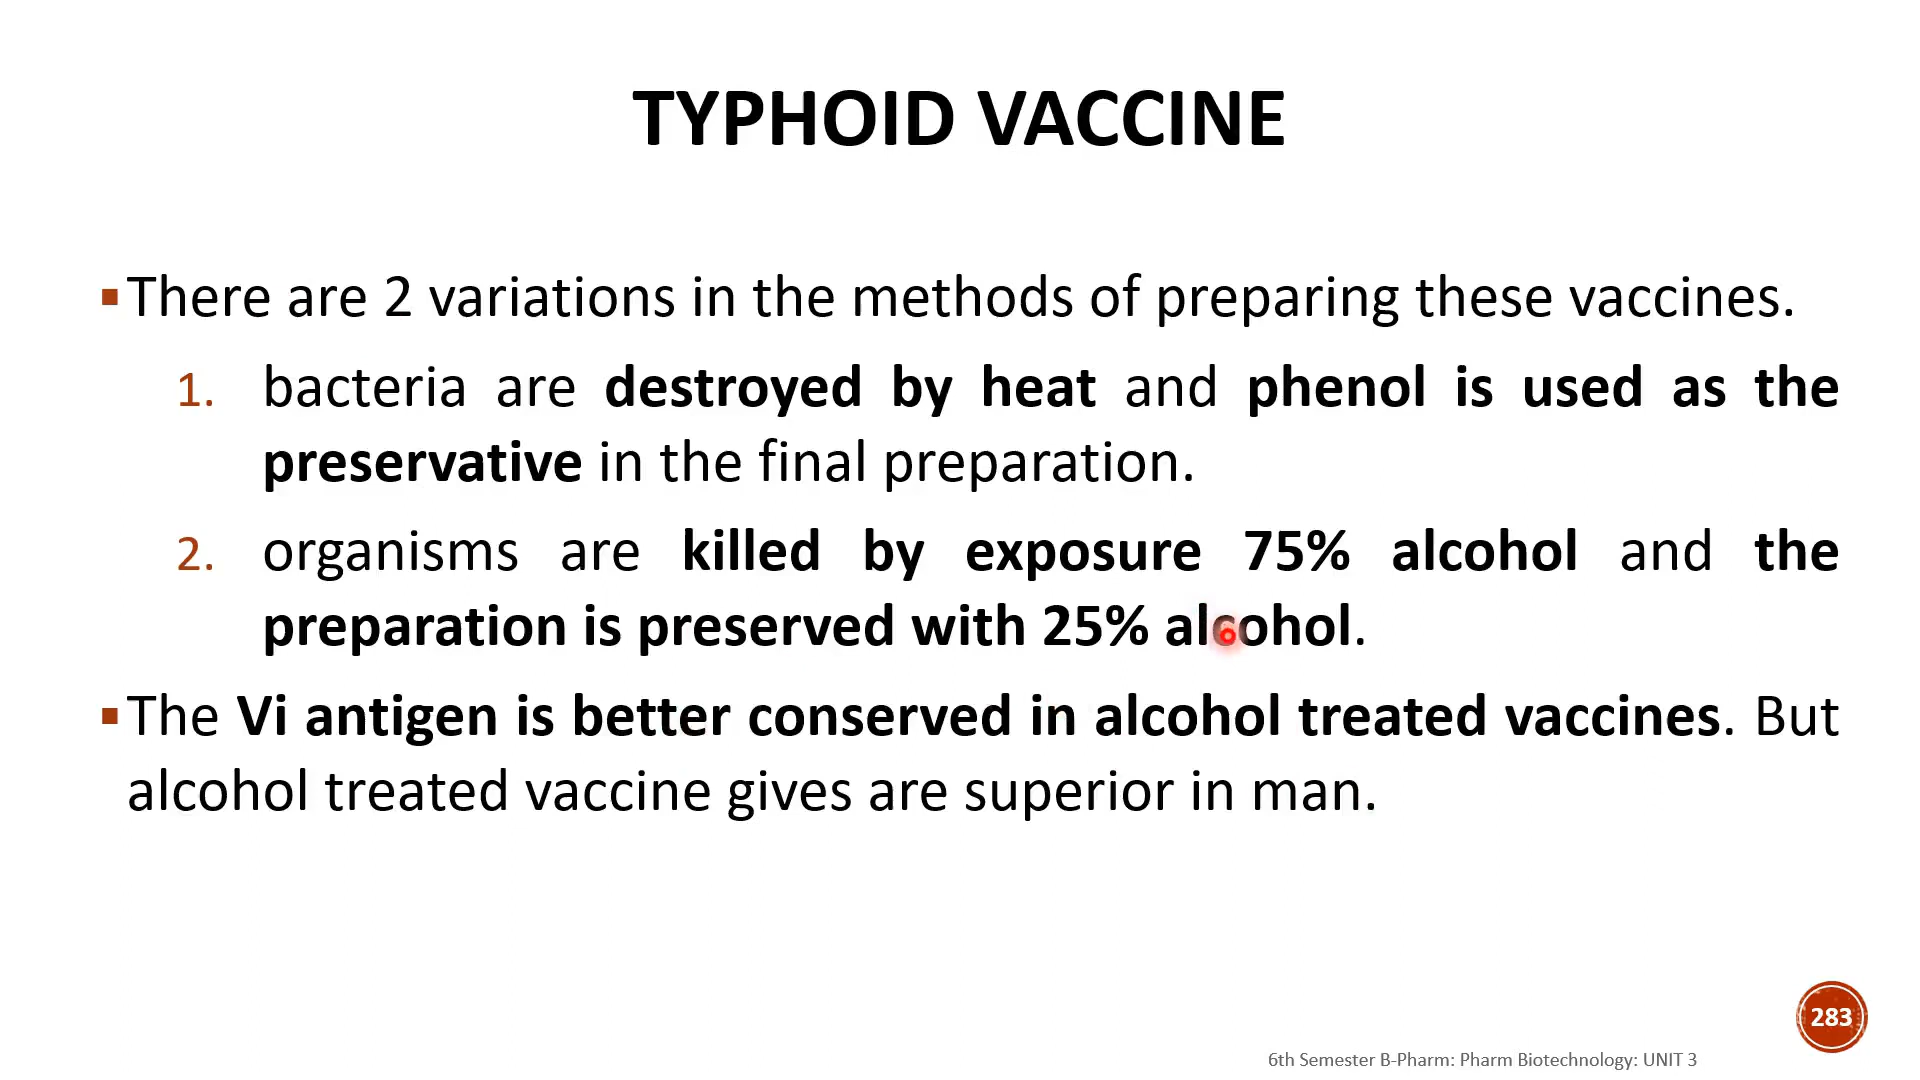 TYPHOID VACCINE
▪There are 2 variations in the methods of preparing these vaccines.
1. bacteria are destroyed by heat and phenol is used as the
preservative in the final preparation.
2. organisms are killed by exposure 75% alcohol and the
preparation is preserved with 25% alcohol.
▪The Vi antigen is better conserved in alcohol treated vaccines. But
alcohol treated vaccine gives are superior in man.
283
6th Semester B-Pharm: Pharm Biotechnology: UNIT 3